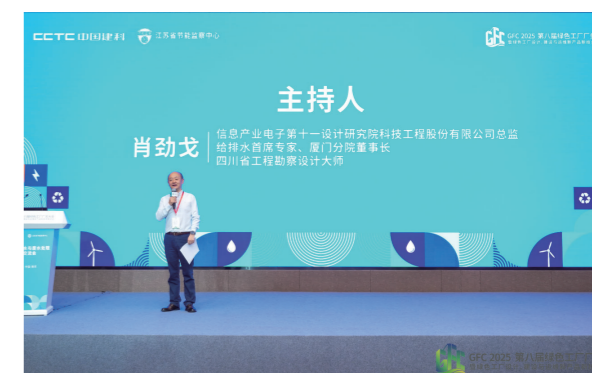 CCTC 中国建科
江苏省节能监察中心
GFC 2025 第八届绿色工厂
主持人
肖劲戈
信息产业电子第十一设计研究院科技工程股份有限公司总监
给排水首席专家、厦门分院董事长
四川省工程勘察设计大师
GFC 2025 第八届绿色工厂